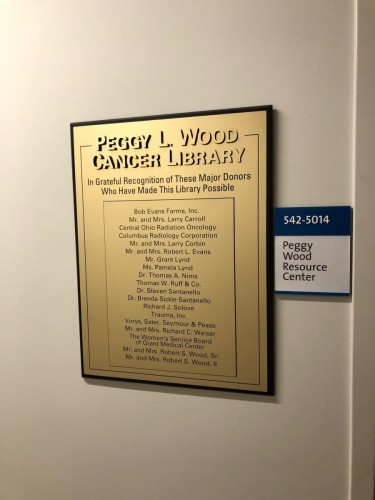 PEGGY L. WOOD
CANCER LIBRARY
In Grateful Recognition of These Major Donors
Who Have Made This Library Possible
Bob Evans Farms, Inc.
Mr. and Mrs. Larry Carroll
Central Ohio Radiation Oncology
Columbus Radiology Corporation
Mr. and Mrs. Larry Corbin
Mr. and Mrs. Robert L. Evans
Mr. Grant Lynd
Ms. Pamela Lynd
Dr. Thomas A. Nims
Thomas W. Ruff & Co.
Dr. Steven Santanello
Dr. Brenda Sickle-Santanello
Richard J. Solove
Trauma, Inc.
Vorys, Sater, Seymour & Pease
Mr. and Mrs. Richard C. Weiser
The Women's Service Board
of Grant Medical Center
Mr. and Mrs. Robert S. Wood, Sr.
Mr. and Mrs. Robert S. Wood, II
542-5014
Peggy
Wood
Resource
Center